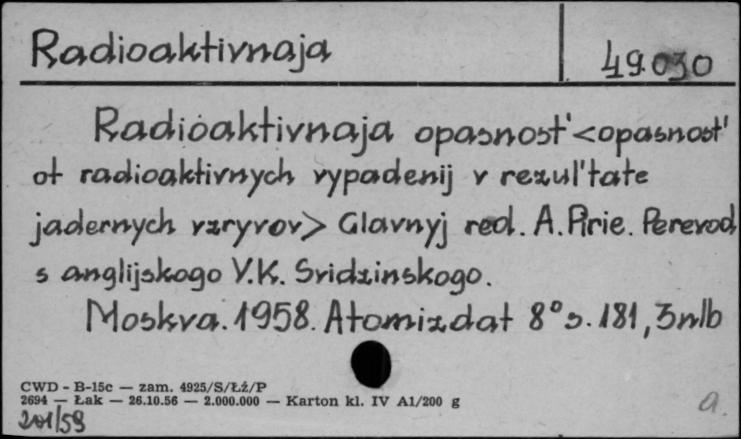 Radioaktivnaja
49.030
Radioaktivnaja opasnost' <opasnost'
ot radioaktivnych vypadenij v rezul'tate
jadernych vzryvov> Glavnyj red. A. Pirie. Perevod
s anglijskogo V.K. Svidzinskogo.
Moskva. 1958. Atomizdat 8° s. 181, 3nlb
CWD - B-15c — zam. 4925/S/Łź/P
2694 — Łak — 26.10.56 — 2.000.000 — Karton kl. IV A1/200 g
201/59
a.